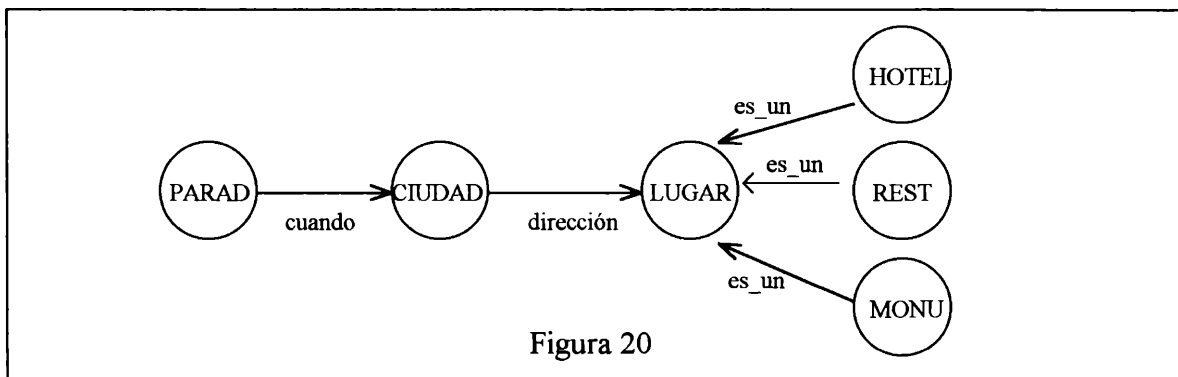 HOTEL
es_un
PARAD
cuando
CIUDAD
dirección
LUGAR
es_un
REST
es_un
MONU
Figura 20